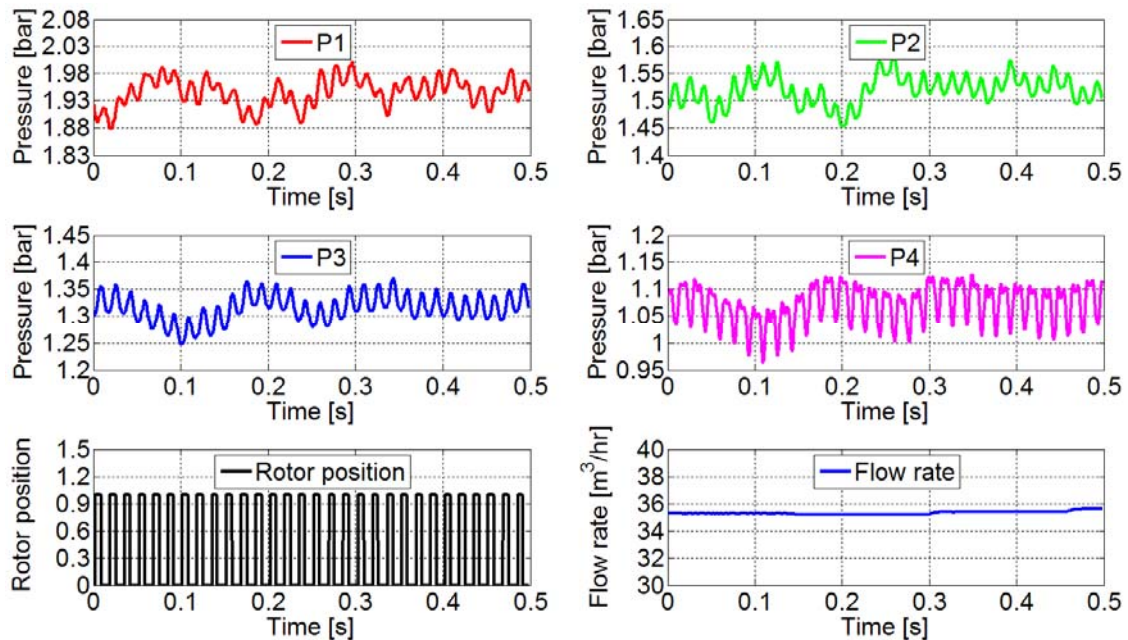 Pressure [bar]
2.08
2.03
1.98
1.93
1.88
1.83
P1
0 0.1 0.2 0.3 0.4 0.5
Time [s]
Pressure [bar]
1.65
1.6
1.55
1.5
1.45
1.4
P2
0 0.1 0.2 0.3 0.4 0.5
Time [s]
Pressure [bar]
1.45
1.4
1.35
1.3
1.25
1.2
P3
0 0.1 0.2 0.3 0.4 0.5
Time [s]
Pressure [bar]
1.2
1.15
1.1
1.05
1
0.95
P4
0 0.1 0.2 0.3 0.4 0.5
Time [s]
Rotor position
1.5
1.2
0.9
0.6
0.3
0
Rotor position
0 0.1 0.2 0.3 0.4 0.5
Time [s]
Flow rate [m³/hr]
40
38
36
34
32
30
Flow rate
0 0.1 0.2 0.3 0.4 0.5
Time [s]